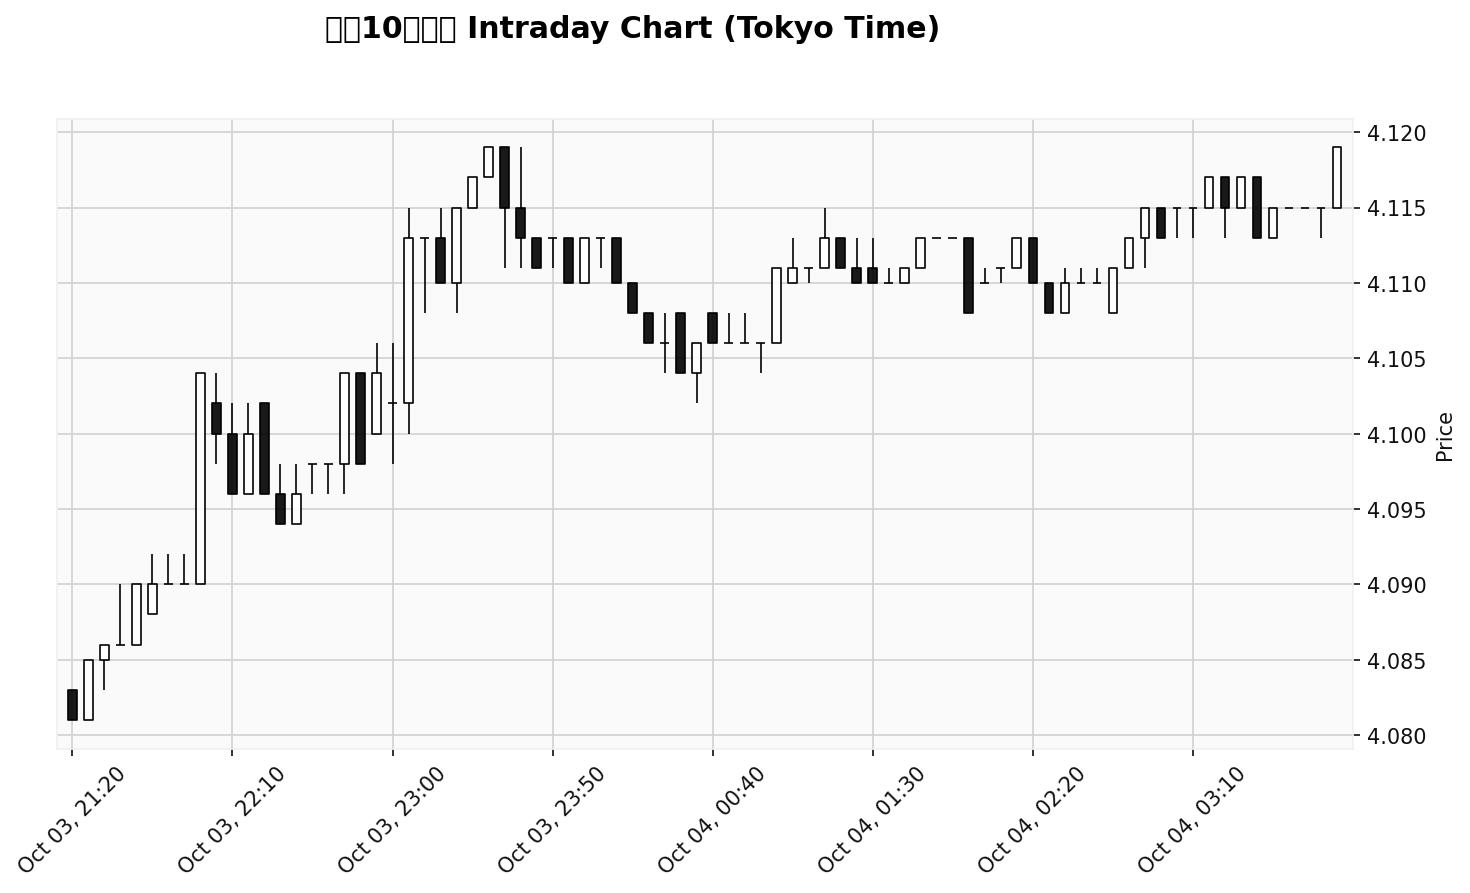 10 Intraday Chart (Tokyo Time)
4.120
4.115
4.110
4.105
4.100
4.095
4.090
4.085
4.080
Price
Oct 03, 21:20
Oct 03, 22:10
Oct 03, 23:00
Oct 03, 23:50
Oct 04, 00:40
Oct 04, 01:30
Oct 04, 02:20
Oct 04, 03:10